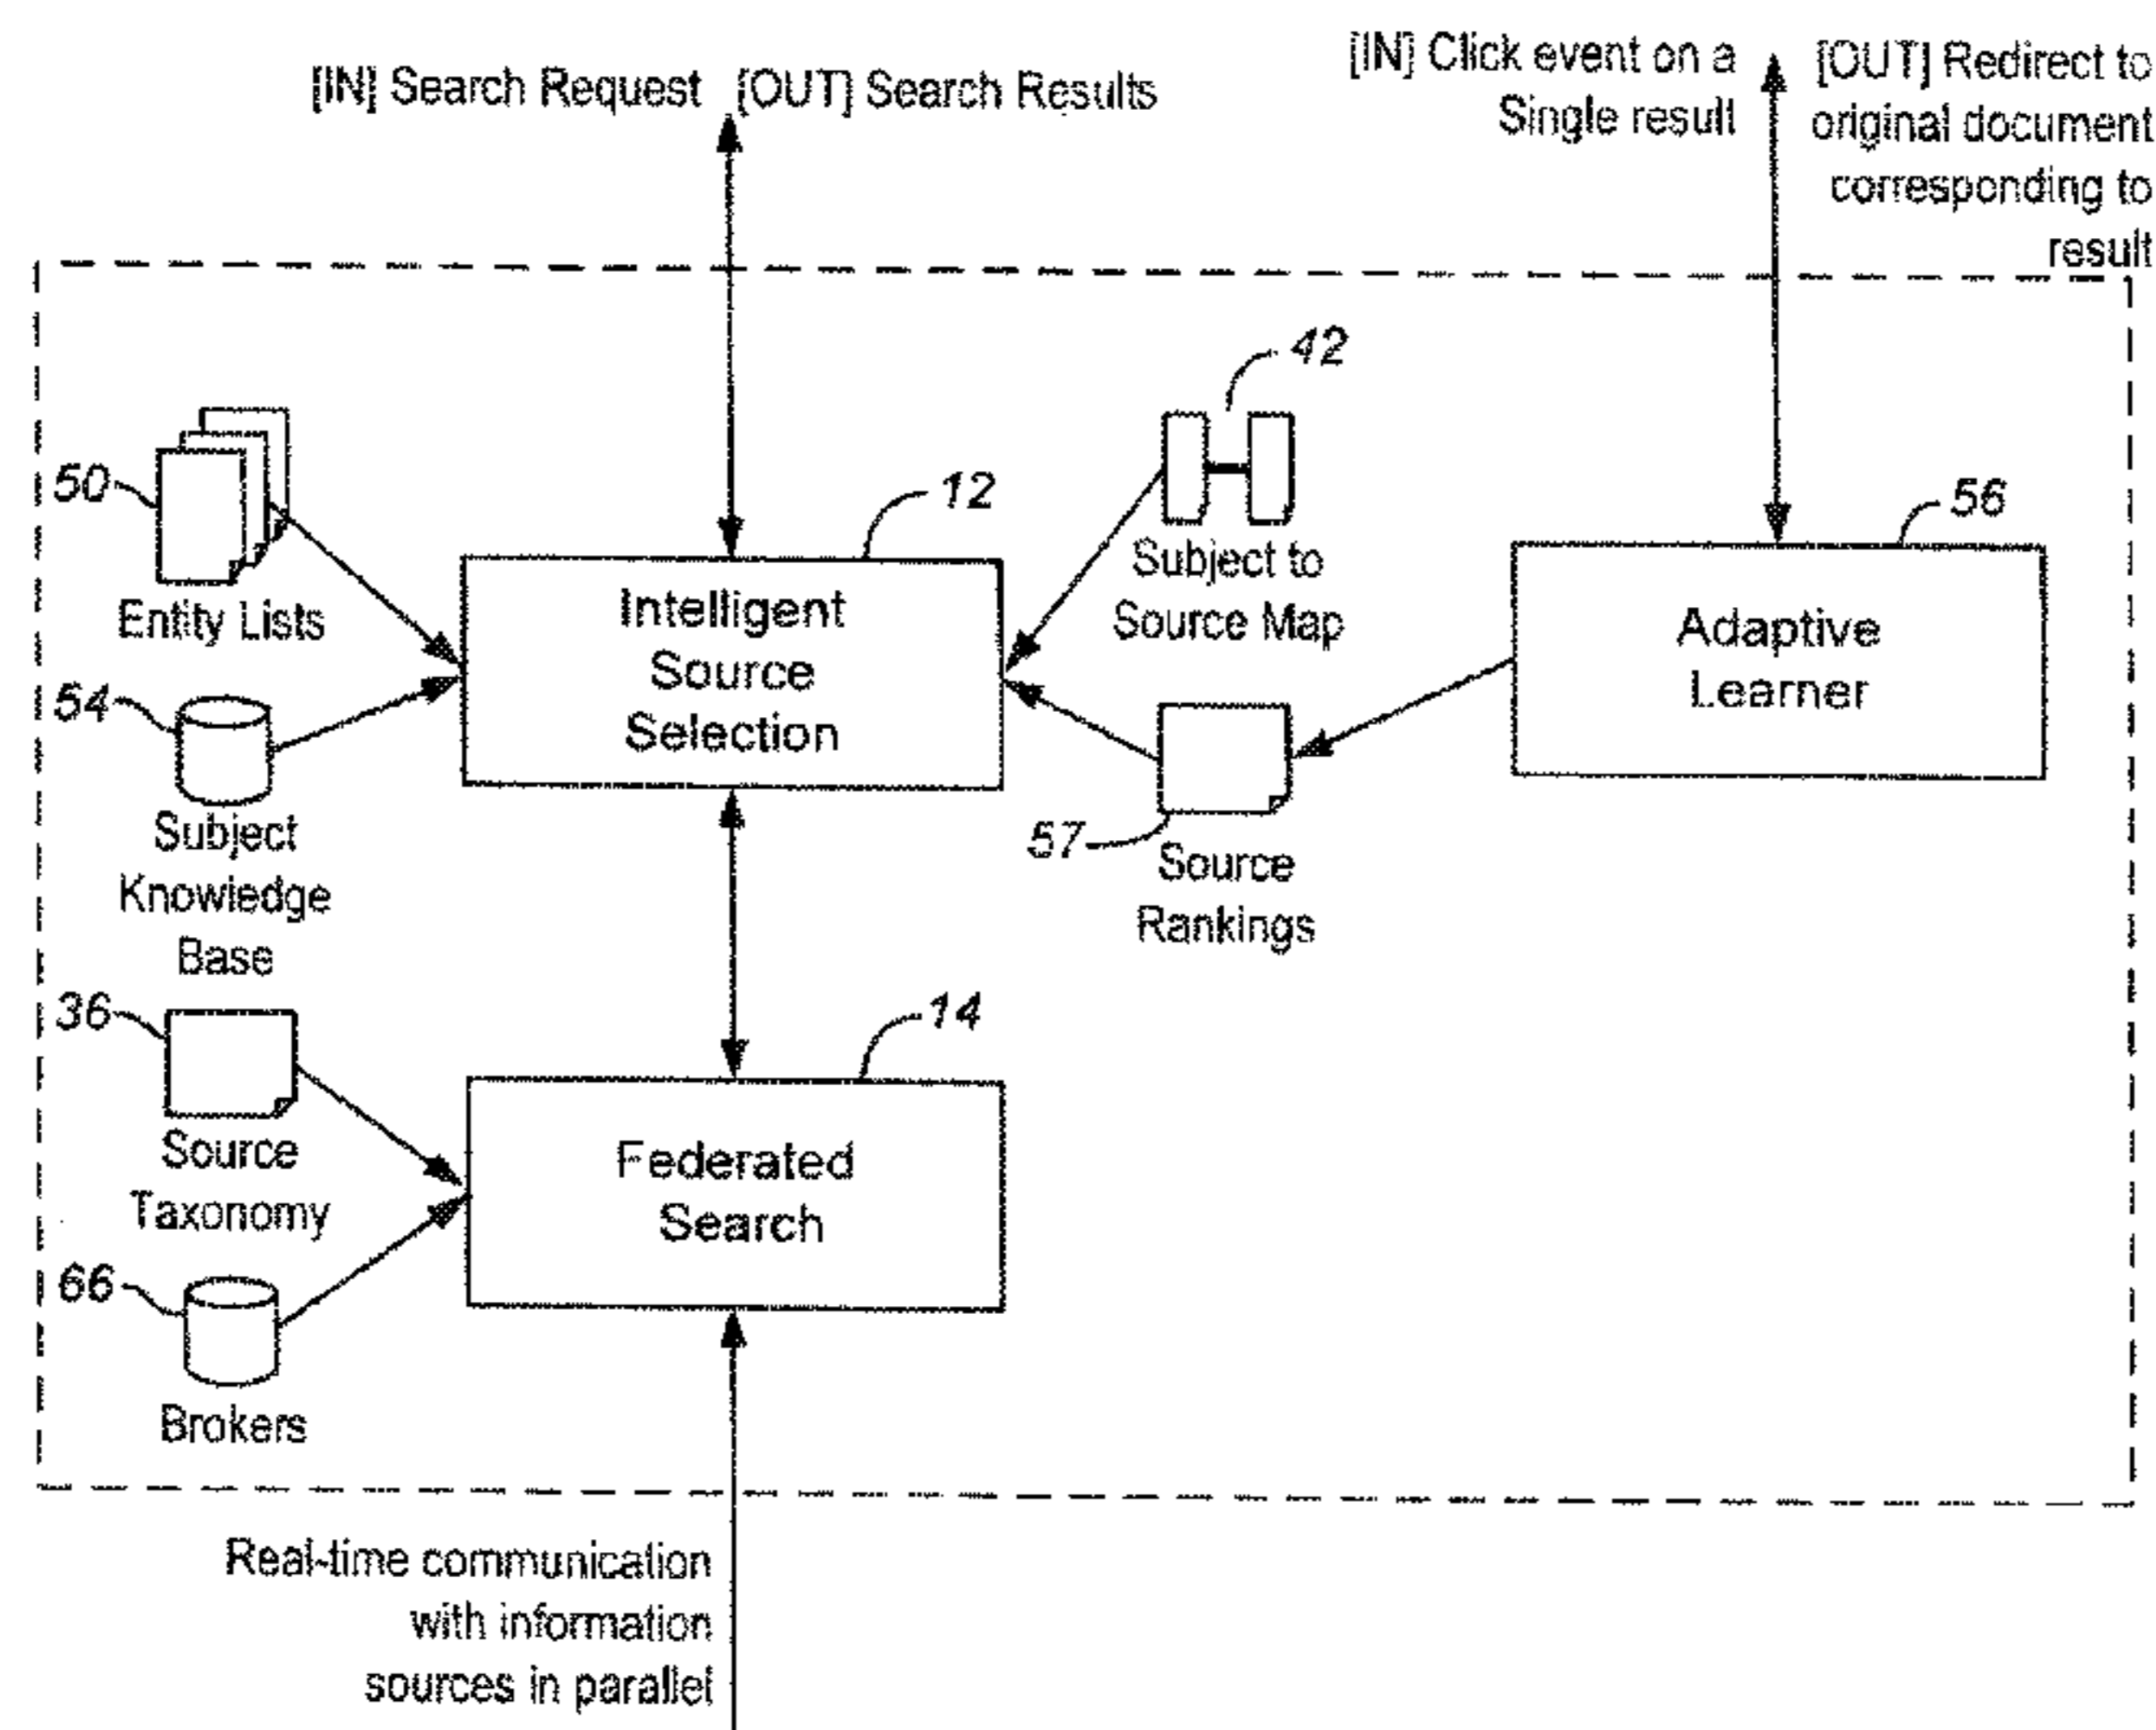 [IN] Search Request [OUT] Search Results
[IN] Click event on a
Single result
[OUT] Redirect to
original document
corresponding to
result
42
50
Entity Lists
12
Intelligent
Source
Selection
Subject to
Source Map
56
Adaptive
Learner
54
Subject
Knowledge
Base
57
Source
Rankings
36
Source
Taxonomy
14
Federated
Search
66
Brokers
Real-time communication
with information
sources in parallel